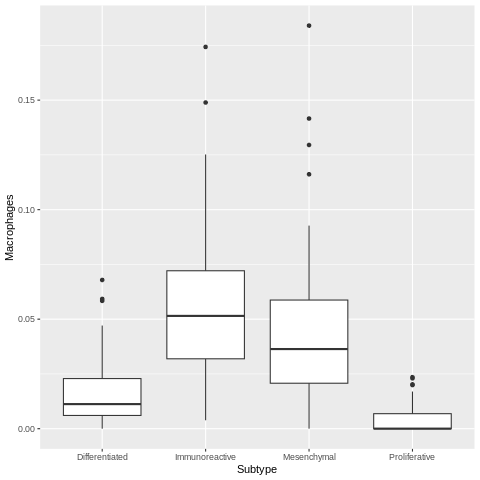 Macrophages
0.15
0.10
0.05
0.00
Differentiated Immunoreactive Mesenchymal Proliferative
Subtype